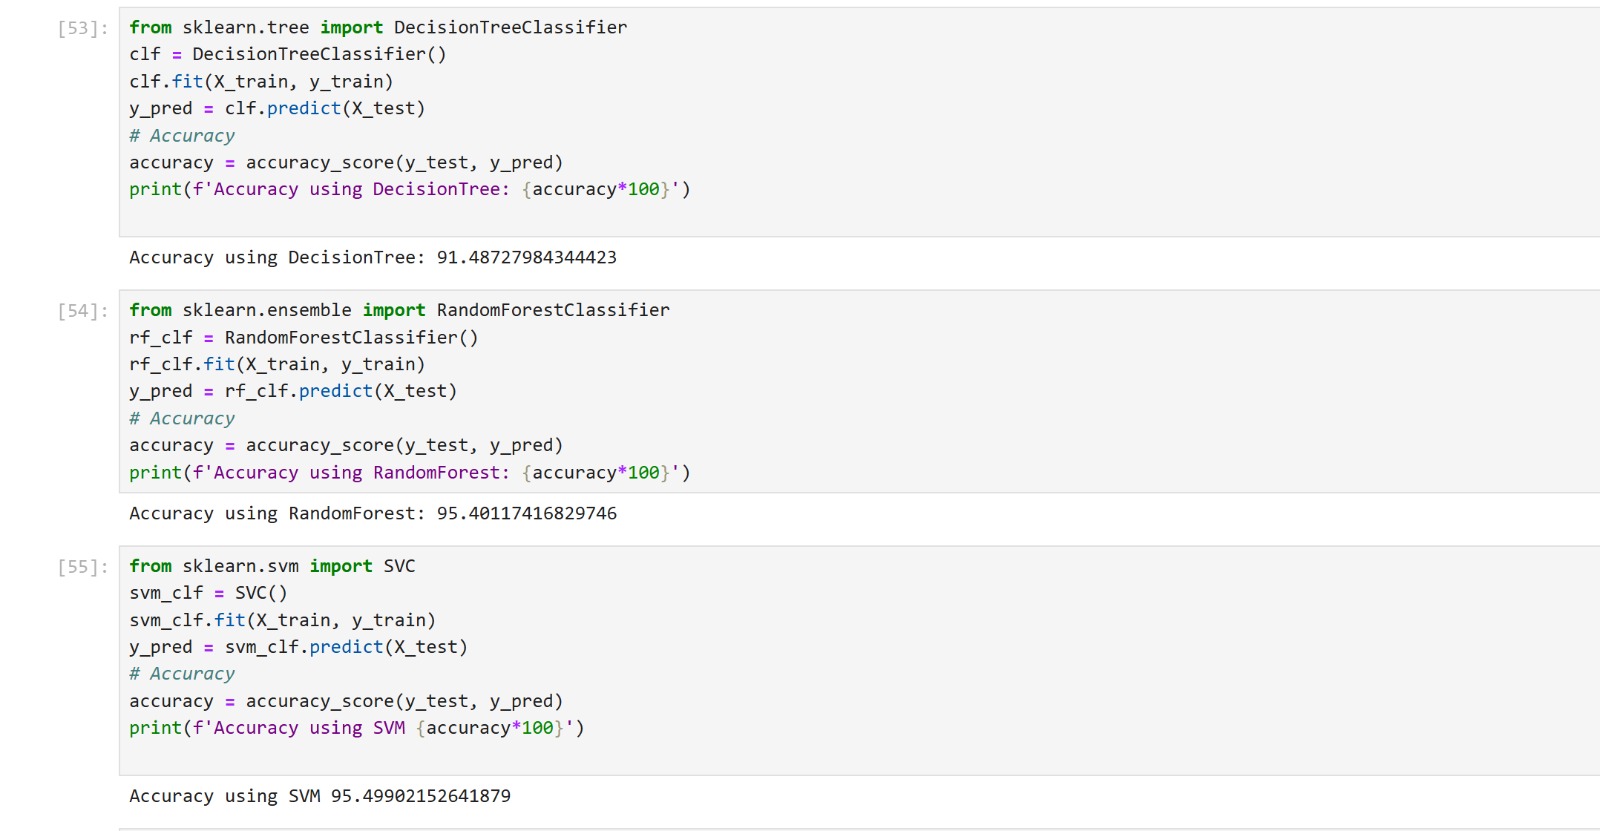 [53]: from sklearn.tree import DecisionTreeClassifier
clf = DecisionTreeClassifier()
clf.fit(X_train, y_train)
y_pred = clf.predict(X_test)
# Accuracy
accuracy = accuracy_score(y_test, y_pred)
print(f'Accuracy using DecisionTree: {accuracy*100}')
Accuracy using DecisionTree: 91.48727984344423
[54]: from sklearn.ensemble import RandomForestClassifier
rf_clf = RandomForestClassifier()
rf_clf.fit(X_train, y_train)
y_pred = rf_clf.predict(X_test)
# Accuracy
accuracy = accuracy_score(y_test, y_pred)
print(f'Accuracy using RandomForest: {accuracy*100}')
Accuracy using RandomForest: 95.40117416829746
[55]: from sklearn.svm import SVC
svm_clf = SVC()
svm_clf.fit(X_train, y_train)
y_pred = svm_clf.predict(X_test)
# Accuracy
accuracy = accuracy_score(y_test, y_pred)
print(f'Accuracy using SVM {accuracy*100}')
Accuracy using SVM 95.49902152641879